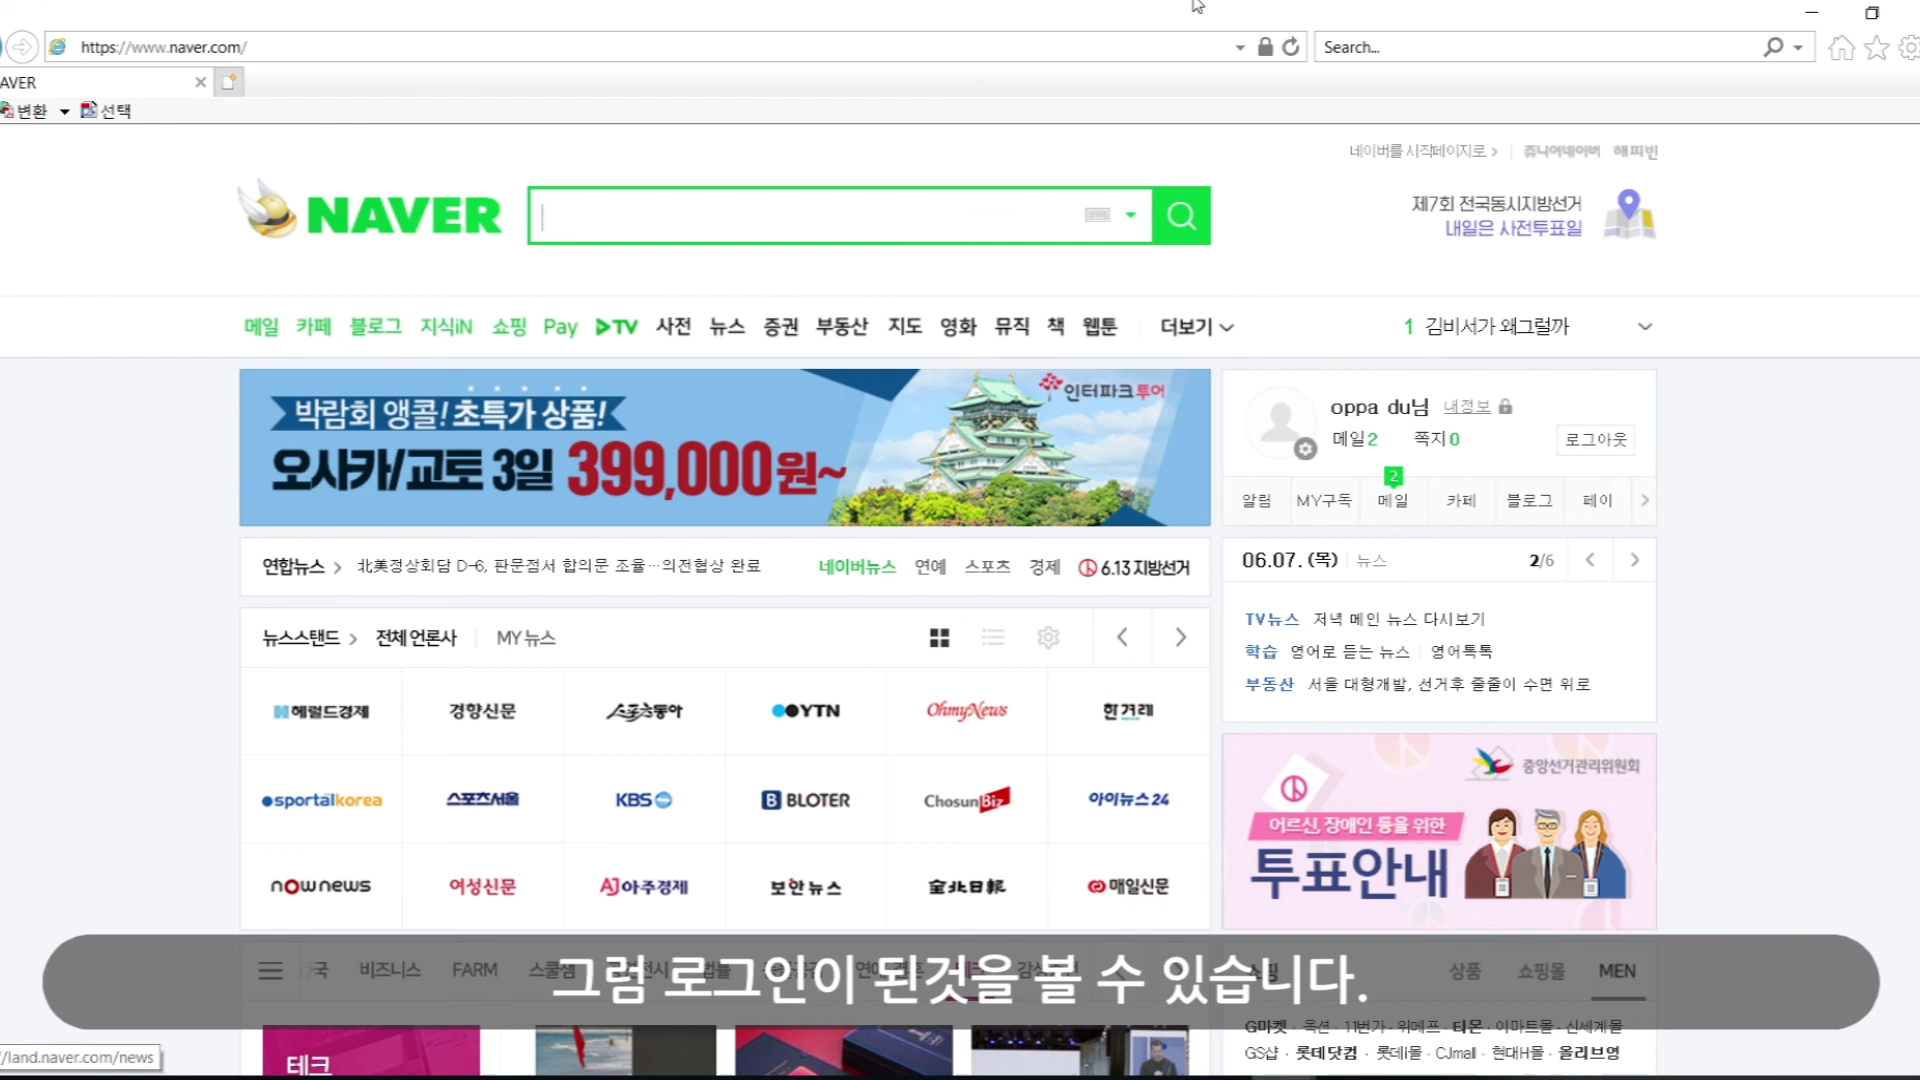 https://www.naver.com/
Search...
AVER
변환 선택
네이버를 시작페이지로 > 쥬니어네이버 해피빈
NAVER
제7회 전국동시지방선거
내일은 사전투표일
메일 카페 블로그 지식iN 쇼핑 Pay TV 사전 뉴스 증권 부동산 지도 영화 뮤직 책 웹툰 더보기
1 김비서가 왜그럴까
박람회 앵콜! 초특가 상품!
인터파크투어
오사카/교토 3일 399,000원~
oppa du님 내정보
메일2 쪽지0 로그아웃
2
알림 MY구독 메일 카페 블로그 페이 >
연합뉴스 > 北美정상회담 D-6, 판문점서 합의문 조율…의전협상 완료 네이버뉴스 연예 스포츠 경제 6.13 지방선거
06.07. (목) 뉴스 2/6
TV뉴스 저녁 메인 뉴스 다시보기
학습 영어로 듣는 뉴스 영어톡톡
부동산 서울 대형개발, 선거후 줄줄이 수면 위로
뉴스스탠드 > 전체 언론사 MY 뉴스
헤럴드경제 경향신문 스포츠동아 YTN OhmyNews 한겨레
sportalkorea 스포츠서울 KBS BLOTER ChosunBiz 아이뉴스24
nownews 여성신문 AJ아주경제 보안뉴스 全北日報 매일신문
중앙선거관리위원회
어르신, 장애인 등을 위한
투표안내
비즈니스 FARM
상품 쇼핑몰 MEN
그럼 로그인이 된것을 볼 수 있습니다.
G마켓 · 옥션 · 11번가 · 위메프 · 티몬 · 이마트몰 · 신세계몰
GS샵 · 롯데닷컴 · 롯데i몰 · CJmall · 현대H몰 · 올리브영
테크
/land.naver.com/news